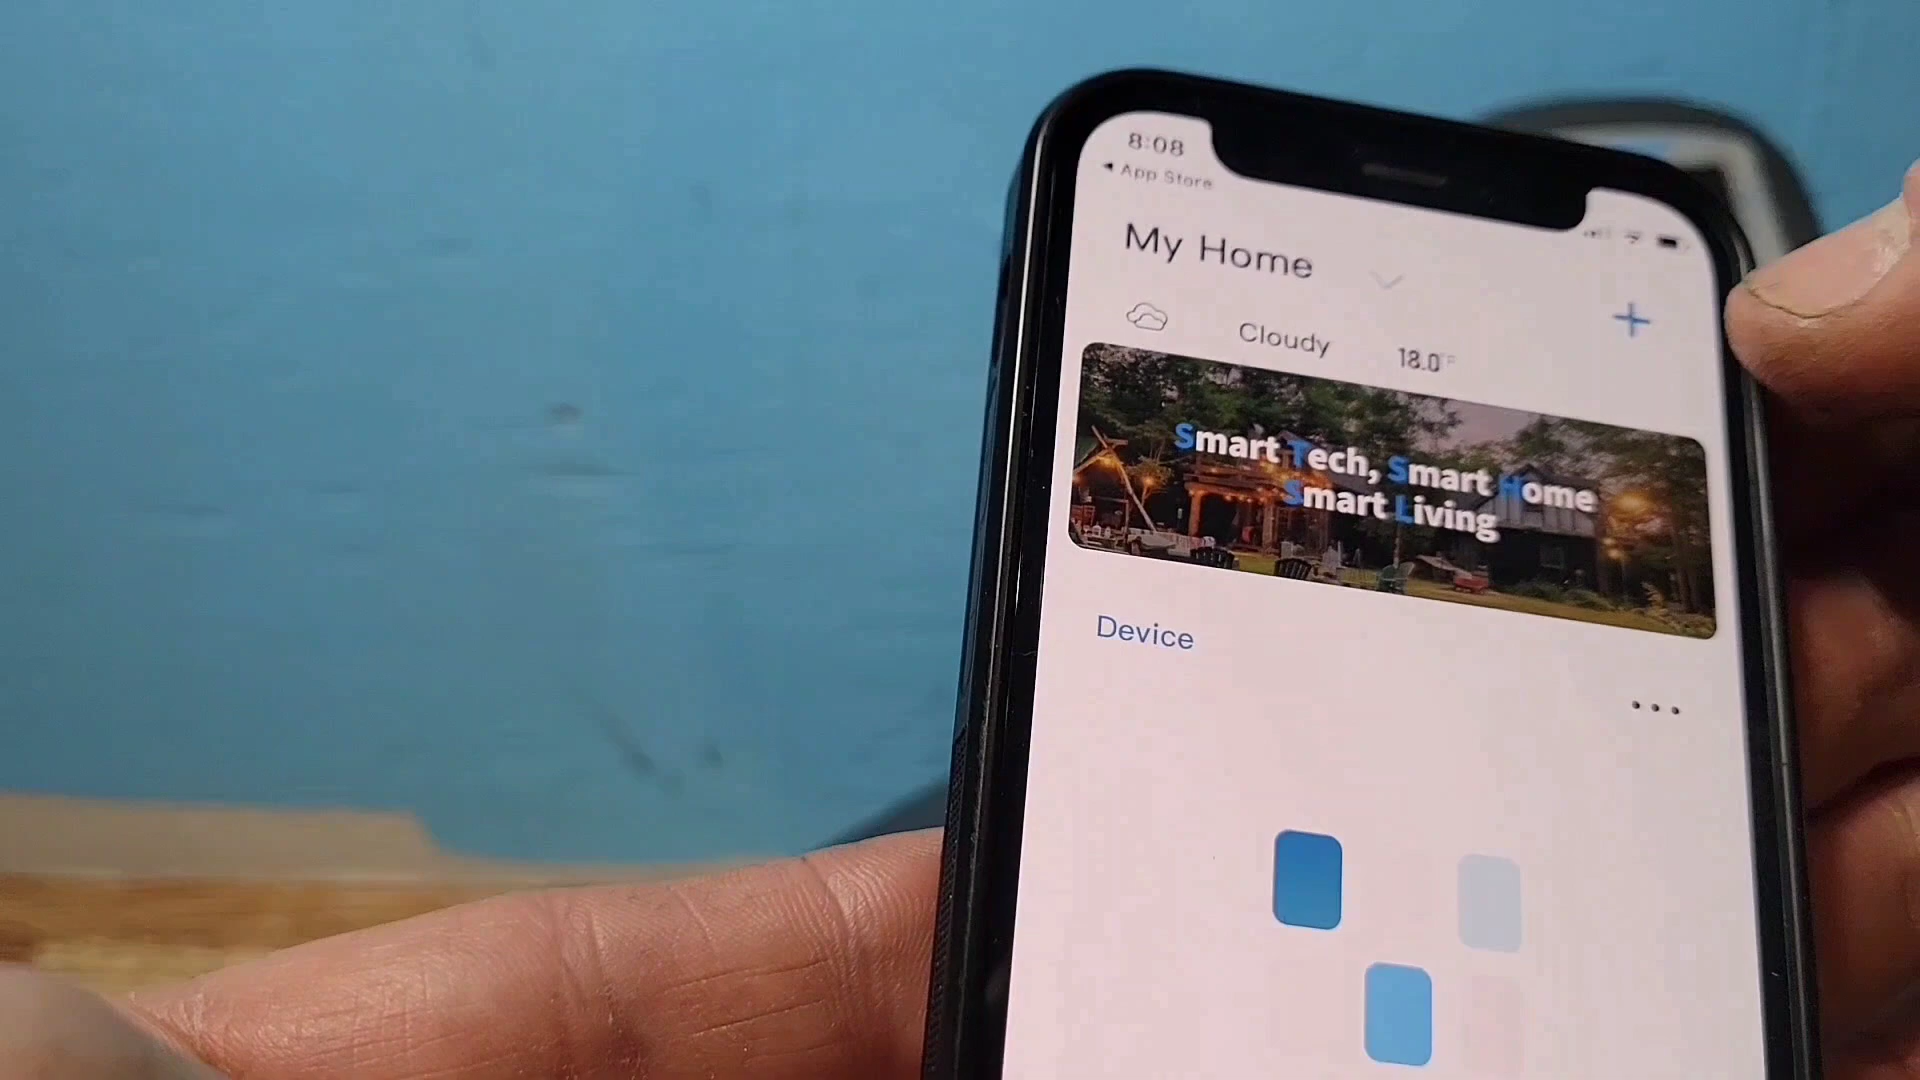 8:08
◀ App Store
My Home
Cloudy 18.0°F
Smart Tech, Smart Home
Smart Living
Device